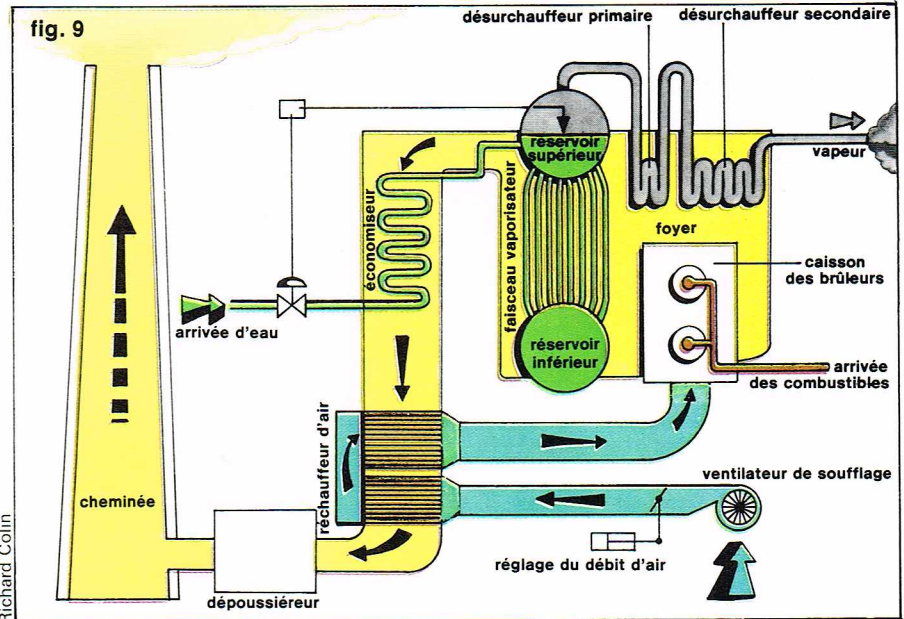 fig. 9
désurchauffeur primaire
désurchauffeur secondaire
réservoir
supérieur
vapeur
économiseur
faisceau vaporisateur
foyer
caisson
des brûleurs
arrivée d'eau
réservoir
inférieur
arrivée
des combustibles
réchauffeur d'air
ventilateur de soufflage
cheminée
réglage du débit d'air
dépoussiéreur
Richard Colin